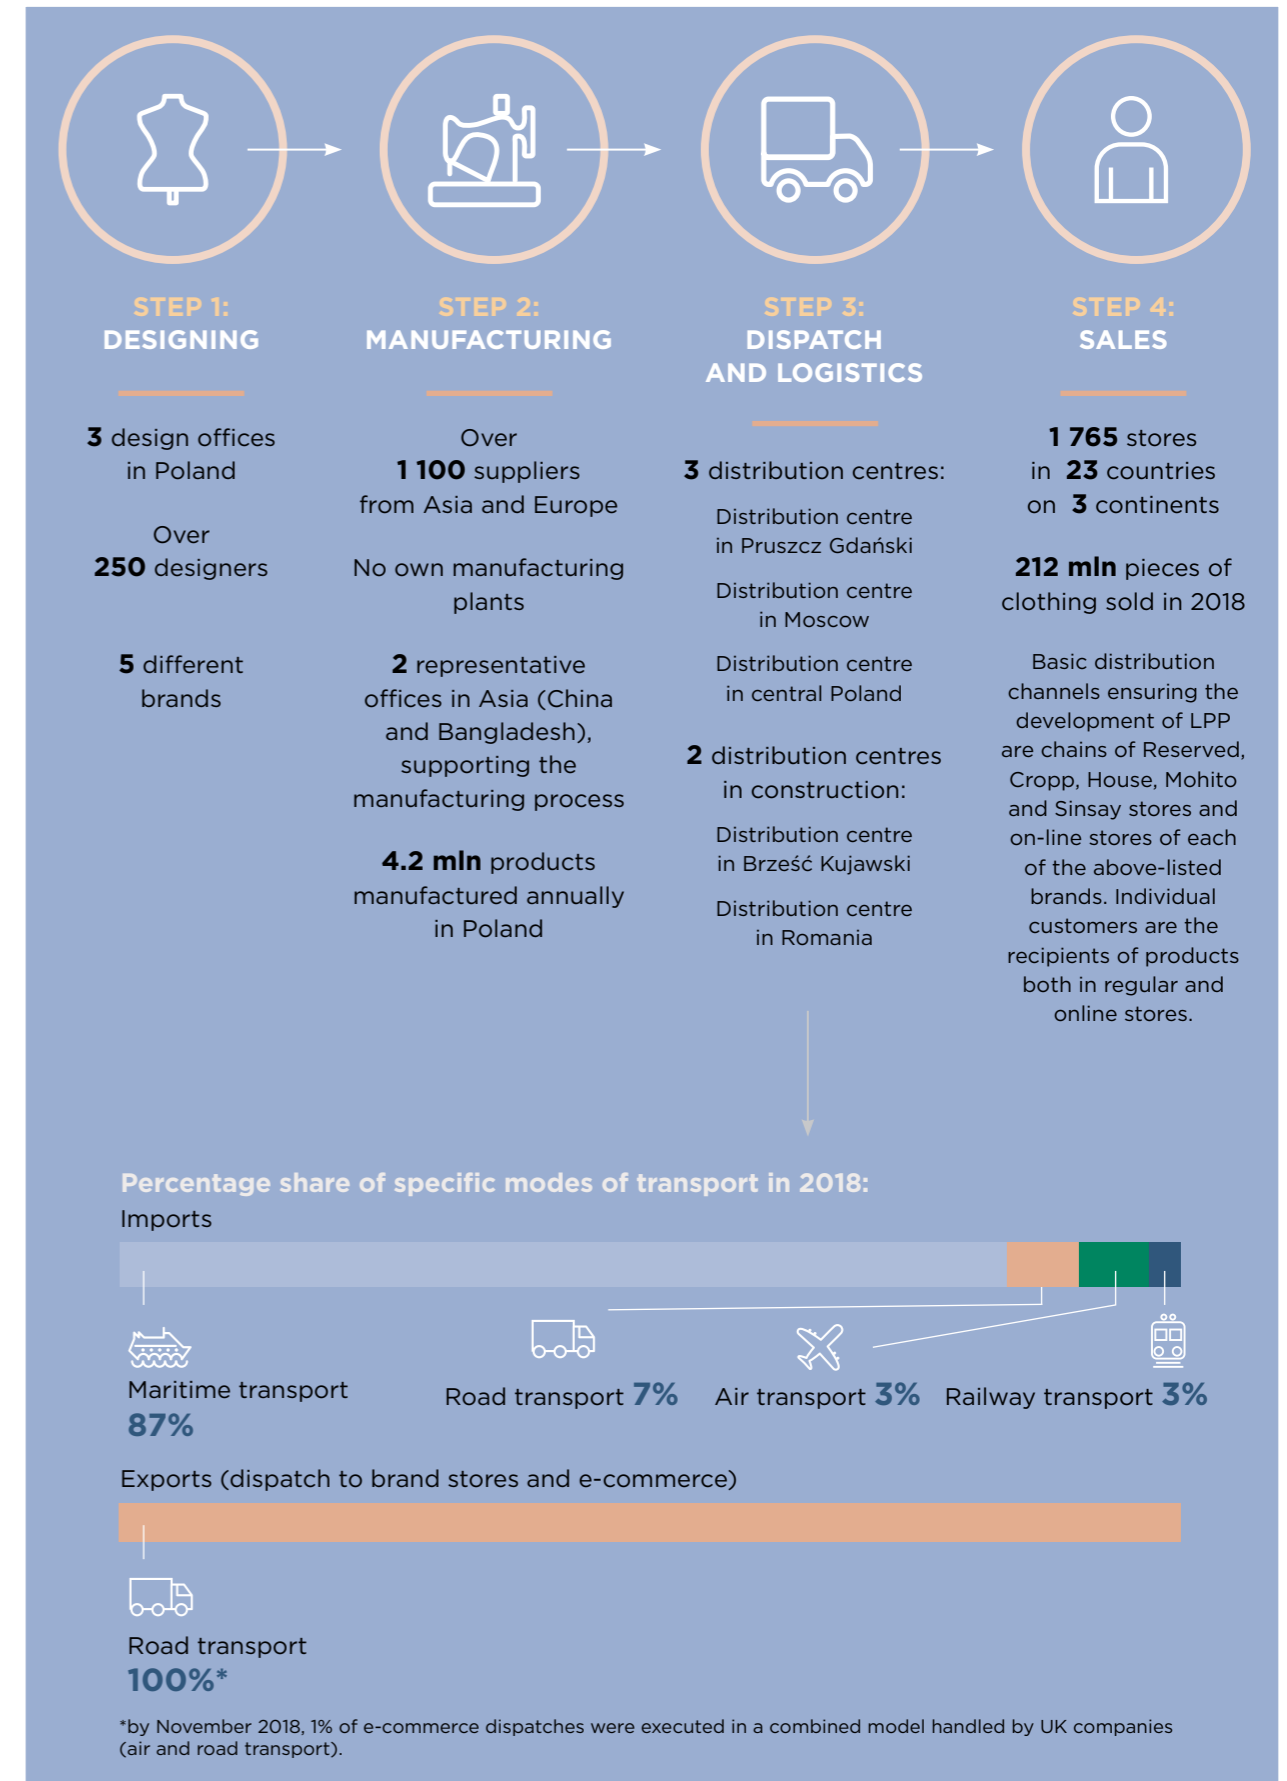 STEP 1:
DESIGNING
3 design offices
in Poland
Over
250 designers
5 different
brands
STEP 2:
MANUFACTURING
Over
1 100 suppliers
from Asia and Europe
No own manufacturing
plants
2 representative
offices in Asia (China
and Bangladesh),
supporting the
manufacturing process
4.2 mln products
manufactured annually
in Poland
STEP 3:
DISPATCH
AND LOGISTICS
3 distribution centres:
Distribution centre
in Pruszcz Gdański
Distribution centre
in Moscow
Distribution centre
in central Poland
2 distribution centres
in construction:
Distribution centre
in Brześć Kujawski
Distribution centre
in Romania
STEP 4:
SALES
1 765 stores
in 23 countries
on 3 continents
212 mln pieces of
clothing sold in 2018
Basic distribution
channels ensuring the
development of LPP
are chains of Reserved,
Cropp, House, Mohito
and Sinsay stores and
on-line stores of each
of the above-listed
brands. Individual
customers are the
recipients of products
both in regular and
online stores.
Percentage share of specific modes of transport in 2018:
Imports
Maritime transport
87%
Road transport 7%
Air transport 3%
Railway transport 3%
Exports (dispatch to brand stores and e-commerce)
Road transport
100%*
*by November 2018, 1% of e-commerce dispatches were executed in a combined model handled by UK companies
(air and road transport).